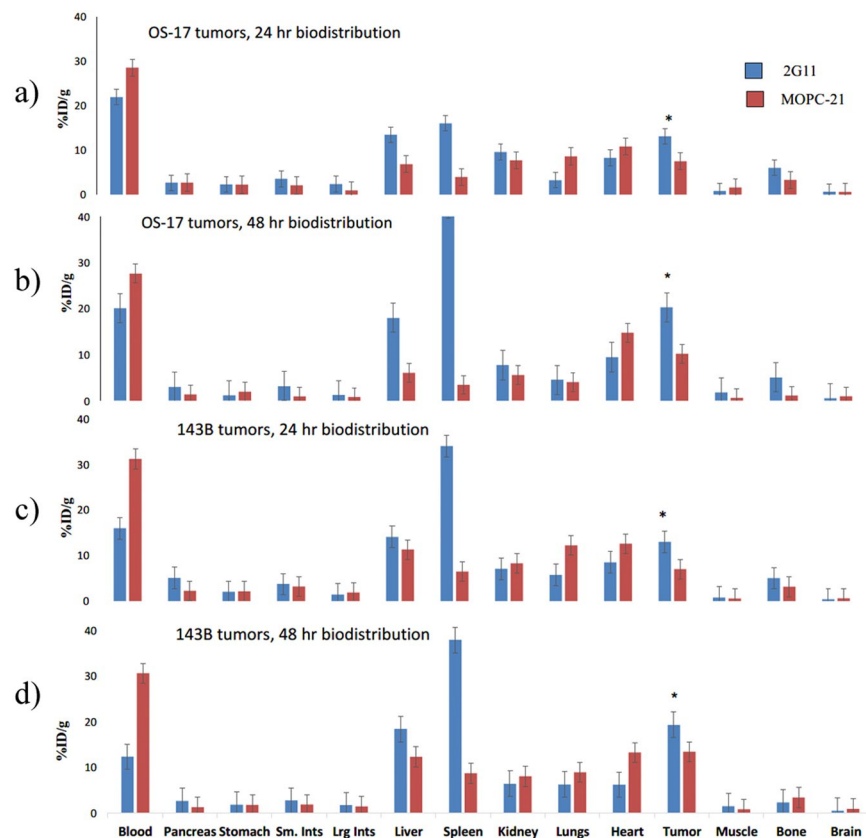 40
OS-17 tumors, 24 hr biodistribution
30
2G11
a)
%ID/g
20
MOPC-21
*
10
0
40
OS-17 tumors, 48 hr biodistribution
b)
%ID/g
30
*
20
10
0
40
143B tumors, 24 hr biodistribution
30
c)
%ID/g
20
*
10
0
40
143B tumors, 48 hr biodistribution
d)
%ID/g
30
*
20
10
0
Blood Pancreas Stomach Sm. Ints Lrg Ints Liver Spleen Kidney Lungs Heart Tumor Muscle Bone Brain